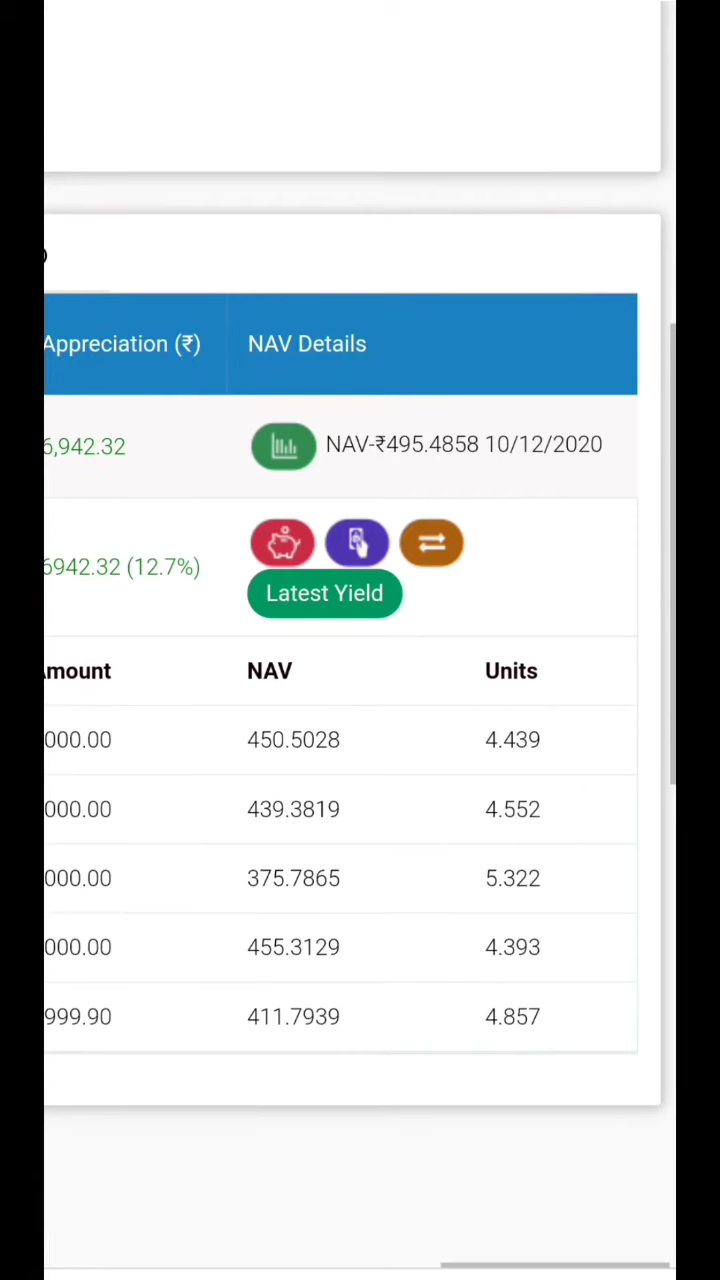 Appreciation (₹) NAV Details
6,942.32 NAV-₹495.4858 10/12/2020
6942.32 (12.7%)
Latest Yield
mount NAV Units
000.00 450.5028 4.439
000.00 439.3819 4.552
000.00 375.7865 5.322
000.00 455.3129 4.393
999.90 411.7939 4.857